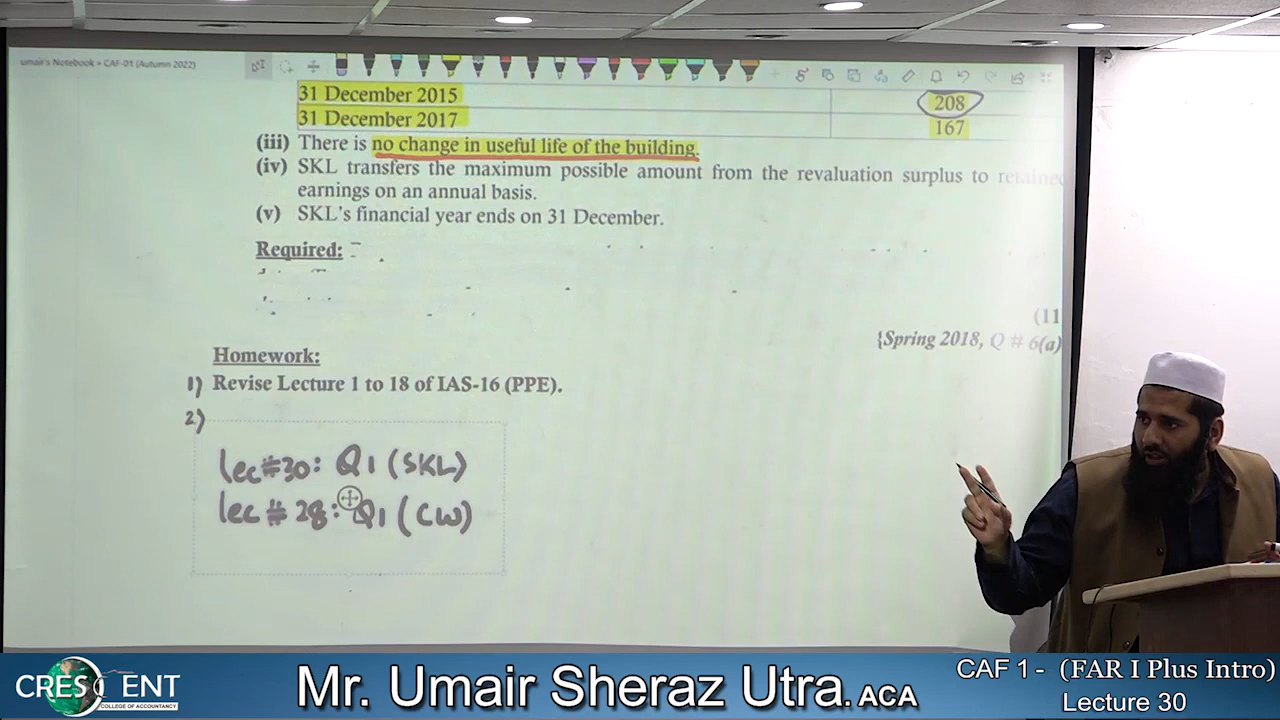 umair's Notebook » CAF-01 (Autumn 2022)
31 December 2015 208
31 December 2017 167
(iii) There is no change in useful life of the building.
(iv) SKL transfers the maximum possible amount from the revaluation surplus to retained
earnings on an annual basis.
(v) SKL's financial year ends on 31 December.
Required:
(11
{Spring 2018, Q # 6(a)
Homework:
1) Revise Lecture 1 to 18 of IAS-16 (PPE).
2)
Lec#30: Q1 (SKL)
Lec # 28: Q1 (CW)
CRESCENT
COLLEGE OF ACCOUNTANCY
Mr. Umair Sheraz Utra. ACA
CAF 1 - (FAR I Plus Intro)
Lecture 30